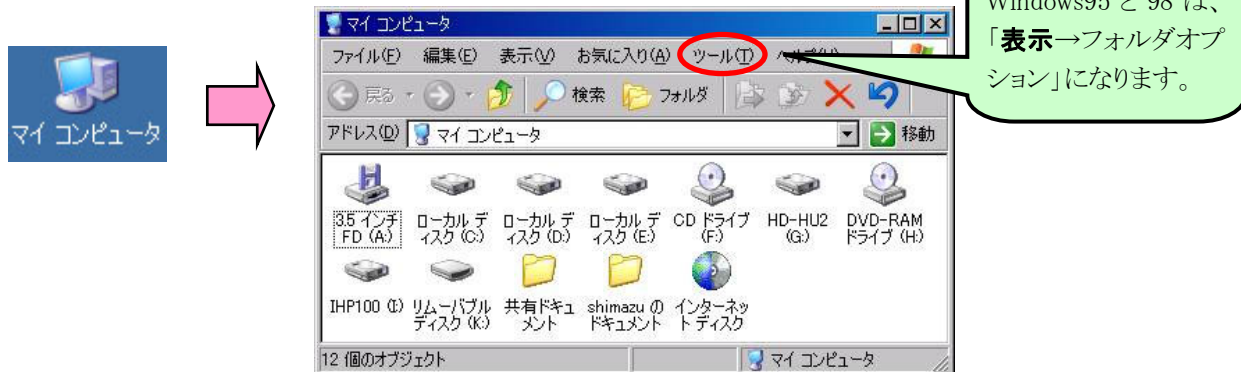 マイ コンピュータ
マイ コンピュータ
ファイル(F) 編集(E) 表示(V) お気に入り(A) ツール(T) ヘルプ(H)
戻る 検索 フォルダ
アドレス(D) マイ コンピュータ 移動
3.5 インチ FD (A:)
ローカル ディスク (C:)
ローカル ディスク (D:)
ローカル ディスク (E:)
CD ドライブ (F:)
HD-HU2 (G:)
DVD-RAM ドライブ (H:)
IHP100 (I:)
リムーバブル ディスク (K:)
共有ドキュメント
shimazu のドキュメント
インターネット ディスク
12 個のオブジェクト マイ コンピュータ
Windows95 と 98 は、
「表示→フォルダオプ
ション」になります。